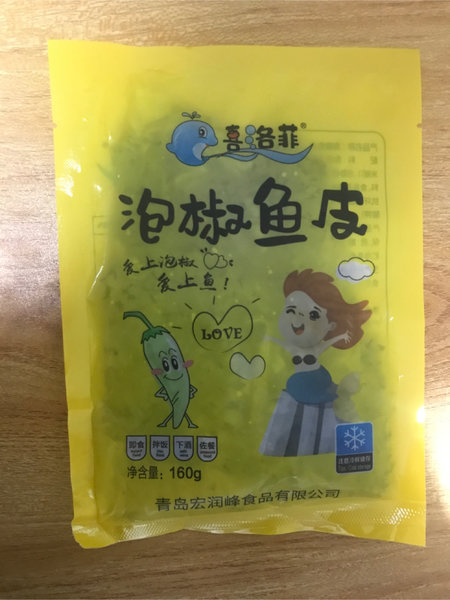 喜洛菲®
泡椒鱼皮
爱上泡椒
爱上鱼!
LOVE
即食 拌饭 下酒 佐餐
净含量: 160g
青岛宏润峰食品有限公司